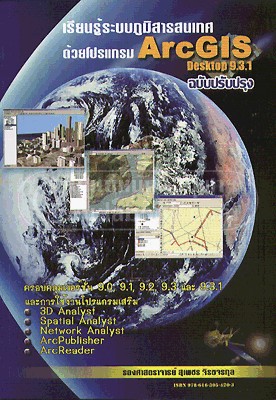 เรียนรู้ระบบภูมิสารสนเทศ
ด้วยโปรแกรม ArcGIS
Desktop 9.3.1
ฉบับปรับปรุง
ครอบคลุมเวอร์ชัน 9.0, 9.1, 9.2, 9.3 และ 9.3.1
และการใช้งานโปรแกรมเสริม
3D Analyst
Spatial Analyst
Network Analyst
ArcPublisher
ArcReader
รองศาสตราจารย์ สุเพชร จิรขจรกุล
ISBN 978-616-305-420-3